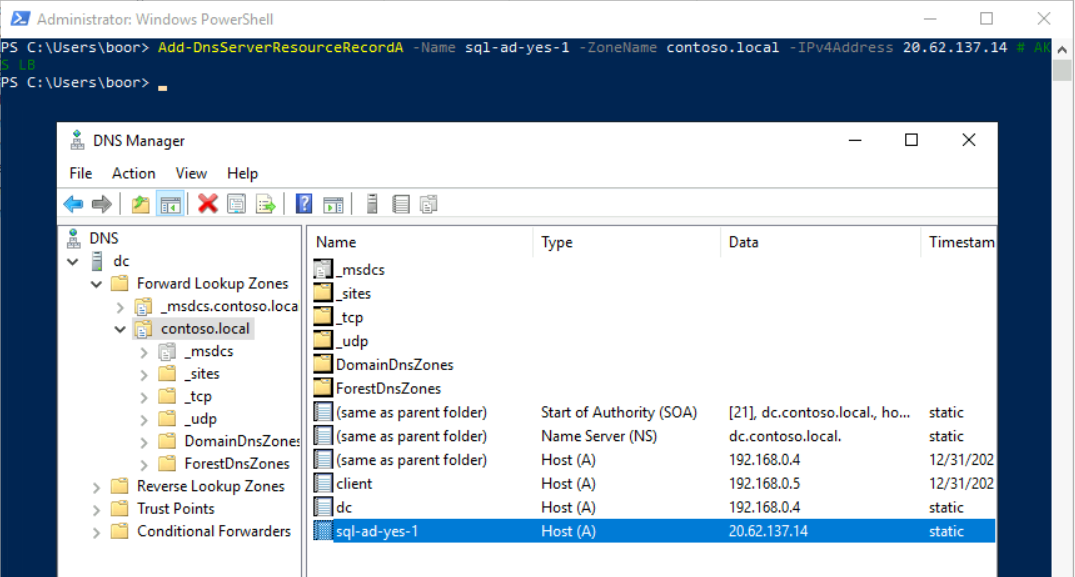 Administrator: Windows PowerShell
PS C:\Users\boor> Add-DnsServerResourceRecordA -Name sql-ad-yes-1 -ZoneName contoso.local -IPv4Address 20.62.137.14 # AK
S LB
PS C:\Users\boor>
DNS Manager
File Action View Help
DNS
dc
Forward Lookup Zones
_msdcs.contoso.loca
contoso.local
_msdcs
_sites
_tcp
_udp
DomainDnsZones
ForestDnsZones
Reverse Lookup Zones
Trust Points
Conditional Forwarders
Name Type Data Timestam
_msdcs
_sites
_tcp
_udp
DomainDnsZones
ForestDnsZones
(same as parent folder) Start of Authority (SOA) [21], dc.contoso.local., ho... static
(same as parent folder) Name Server (NS) dc.contoso.local. static
(same as parent folder) Host (A) 192.168.0.4 12/31/202
client Host (A) 192.168.0.5 12/31/202
dc Host (A) 192.168.0.4 static
sql-ad-yes-1 Host (A) 20.62.137.14 static